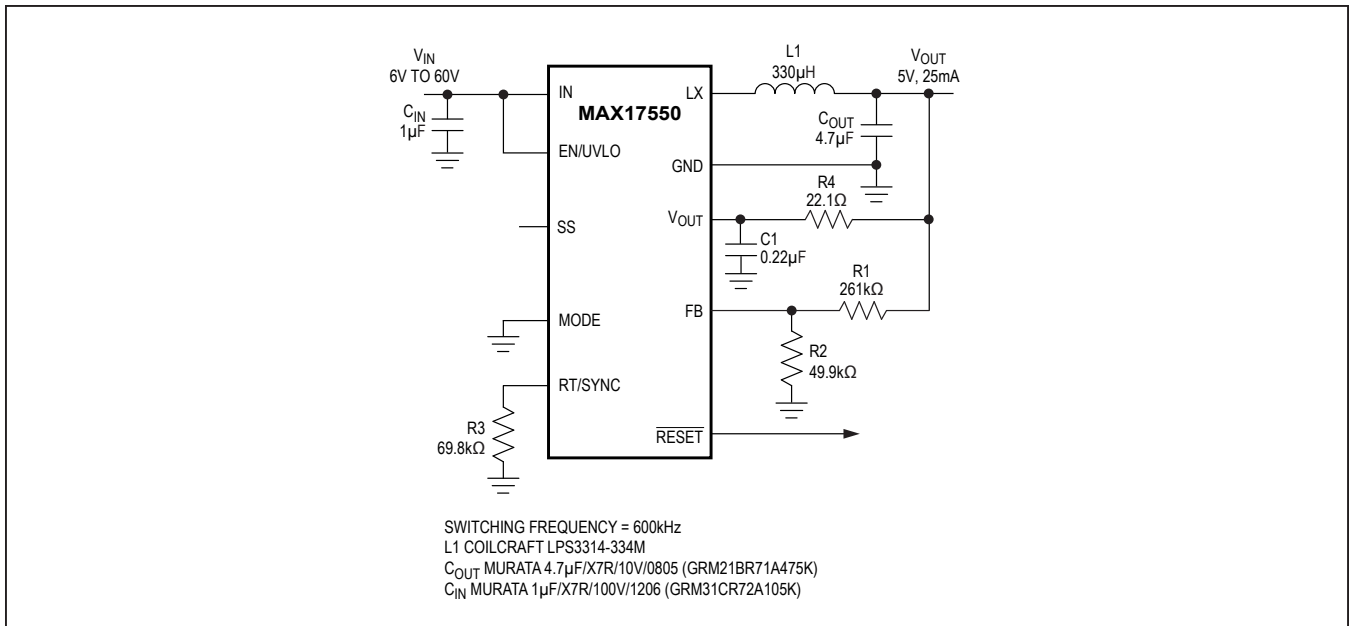 VIN
6V TO 60V
CIN
1µF
IN
MAX17550
EN/UVLO
SS
MODE
RT/SYNC
R3
69.8kΩ
LX
GND
VOUT
FB
RESET
L1
330µH
VOUT
5V, 25mA
COUT
4.7µF
R4
22.1Ω
C1
0.22µF
R1
261kΩ
R2
49.9kΩ
SWITCHING FREQUENCY = 600kHz
L1 COILCRAFT LPS3314-334M
COUT MURATA 4.7µF/X7R/10V/0805 (GRM21BR71A475K)
CIN MURATA 1µF/X7R/100V/1206 (GRM31CR72A105K)